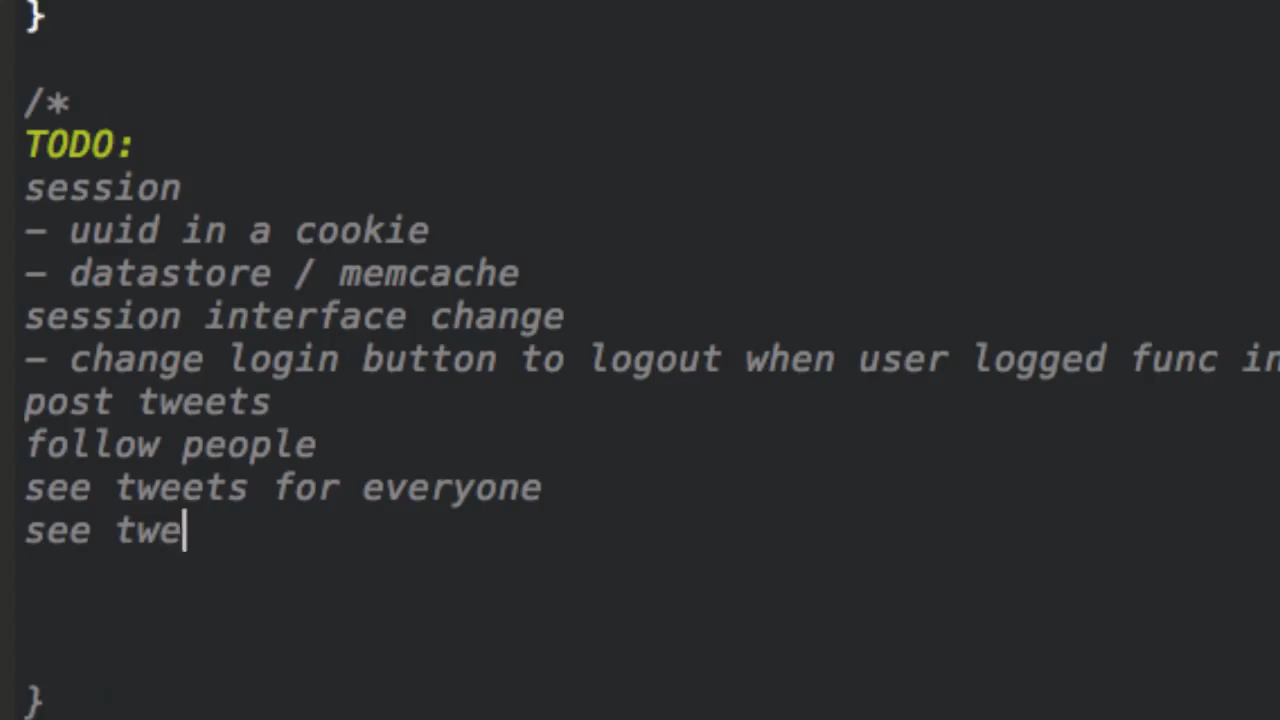 }
/*
TODO:
session
– uuid in a cookie
– datastore / memcache
session interface change
– change login button to logout when user logged func in
post tweets
follow people
see tweets for everyone
see twe
}